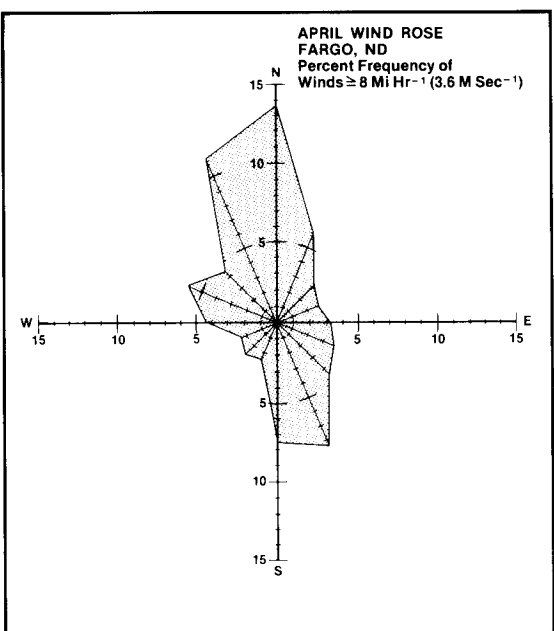 APRIL WIND ROSE
FARGO, ND
Percent Frequency of
Winds ≥ 8 Mi Hr⁻¹ (3.6 M Sec⁻¹)
N
15
10
5
W
15 10 5 5 10 15
E
5
10
15
S